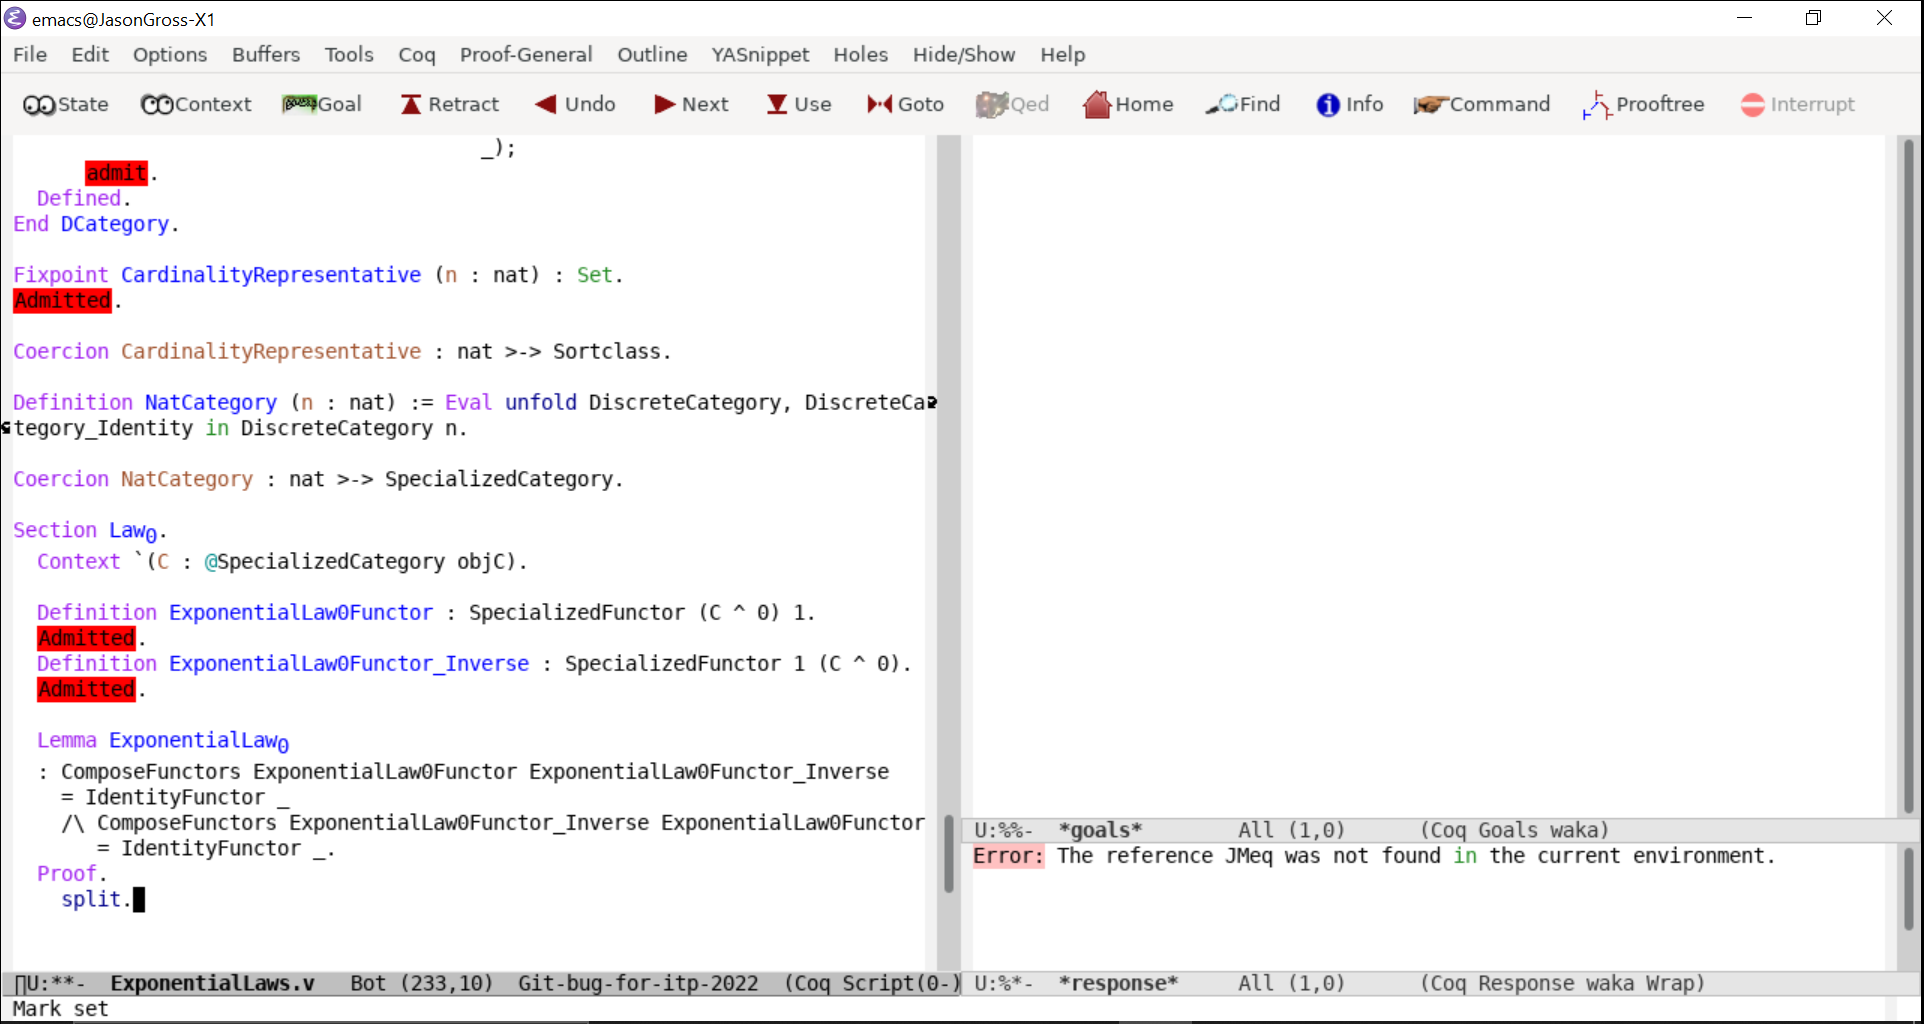 emacs@JasonGross-X1
File Edit Options Buffers Tools Coq Proof-General Outline YASnippet Holes Hide/Show Help
State Context Goal Retract Undo Next Use Goto Qed Home Find Info Command Prooftree Interrupt
_);
admit.
Defined.
End DCategory.
Fixpoint CardinalityRepresentative (n : nat) : Set.
Admitted.
Coercion CardinalityRepresentative : nat >-> Sortclass.
Definition NatCategory (n : nat) := Eval unfold DiscreteCategory, DiscreteCa
tegory_Identity in DiscreteCategory n.
Coercion NatCategory : nat >-> SpecializedCategory.
Section Law₀.
Context `(C : @SpecializedCategory objC).
Definition ExponentialLaw0Functor : SpecializedFunctor (C ^ 0) 1.
Admitted.
Definition ExponentialLaw0Functor_Inverse : SpecializedFunctor 1 (C ^ 0).
Admitted.
Lemma ExponentialLaw₀
: ComposeFunctors ExponentialLaw0Functor ExponentialLaw0Functor_Inverse
= IdentityFunctor _
/\ ComposeFunctors ExponentialLaw0Functor_Inverse ExponentialLaw0Functor
= IdentityFunctor _.
Proof.
split.
U:**- ExponentialLaws.v Bot (233,10) Git-bug-for-itp-2022 (Coq Script(0-)
Mark set
U:%%- *goals* All (1,0) (Coq Goals waka)
Error: The reference JMeq was not found in the current environment.
U:%*- *response* All (1,0) (Coq Response waka Wrap)